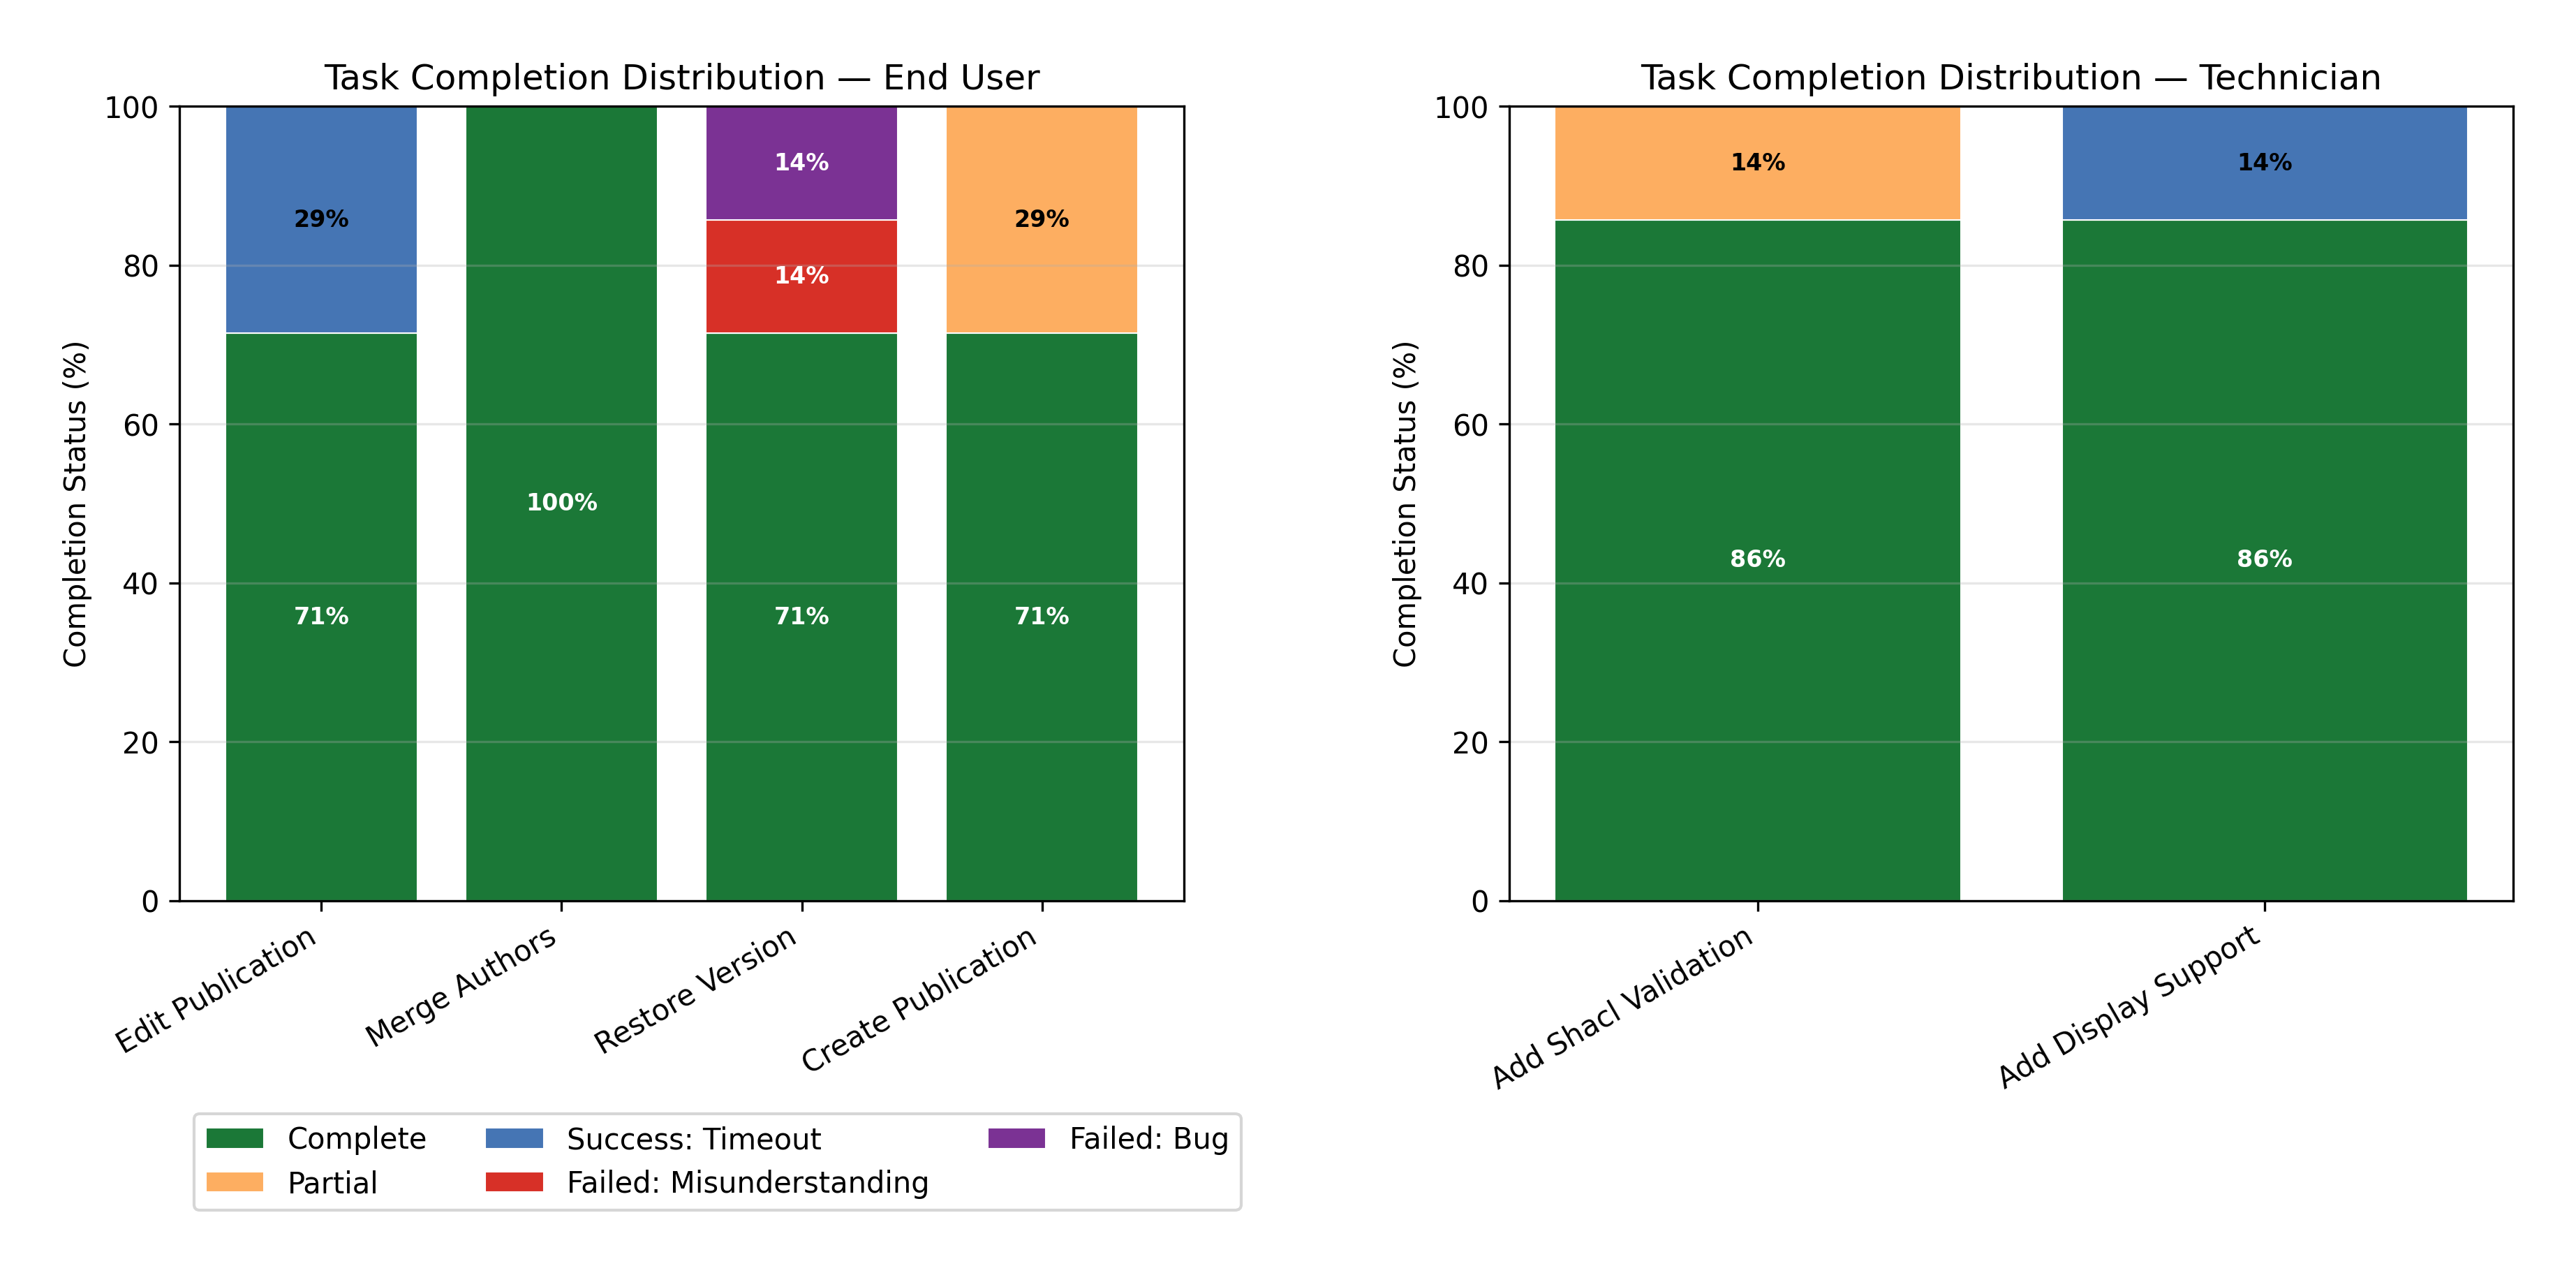 Task Completion Distribution — End User
Completion Status (%)
100
80
60
40
20
0
29%
71%
100%
14%
14%
71%
29%
71%
Edit Publication
Merge Authors
Restore Version
Create Publication
Complete
Partial
Success: Timeout
Failed: Misunderstanding
Failed: Bug
Task Completion Distribution — Technician
Completion Status (%)
100
80
60
40
20
0
14%
86%
14%
86%
Add Shacl Validation
Add Display Support